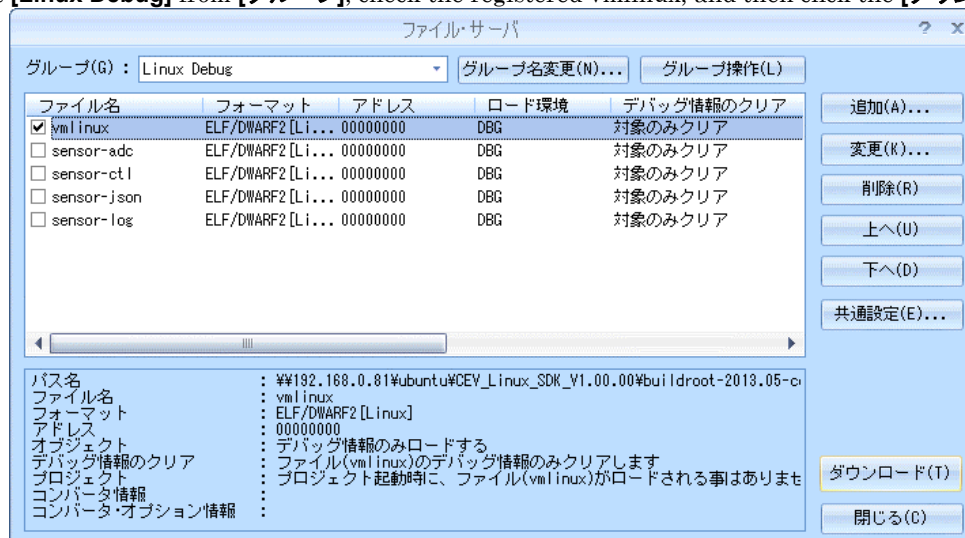 [Linux Debug] from [グループ], check the registered vmlinux, and then click the
ファイル・サーバ
グループ(G) : Linux Debug グループ名変更(N)... グループ操作(L)
ファイル名 フォーマット アドレス ロード環境 デバッグ情報のクリア
vmlinux ELF/DWARF2[Li... 00000000 DBG 対象のみクリア
sensor-adc ELF/DWARF2[Li... 00000000 DBG 対象のみクリア
sensor-ctl ELF/DWARF2[Li... 00000000 DBG 対象のみクリア
sensor-json ELF/DWARF2[Li... 00000000 DBG 対象のみクリア
sensor-log ELF/DWARF2[Li... 00000000 DBG 対象のみクリア
追加(A)...
変更(K)...
削除(R)
上へ(U)
下へ(D)
共通設定(E)...
パス名 : ¥¥192.168.0.81¥ubuntu¥CEV_Linux_SDK_V1.00.00¥buildroot-2013.05-c
ファイル名 : vmlinux
フォーマット : ELF/DWARF2[Linux]
アドレス : 00000000
オブジェクト : デバッグ情報のみロードする
デバッグ情報のクリア : ファイル(vmlinux)のデバッグ情報のみクリアします
プロジェクト : プロジェクト起動時に、ファイル(vmlinux)がロードされる事はありませ
コンバータ情報 :
コンバータ・オプション情報 :
ダウンロード(T)
閉じる(C)